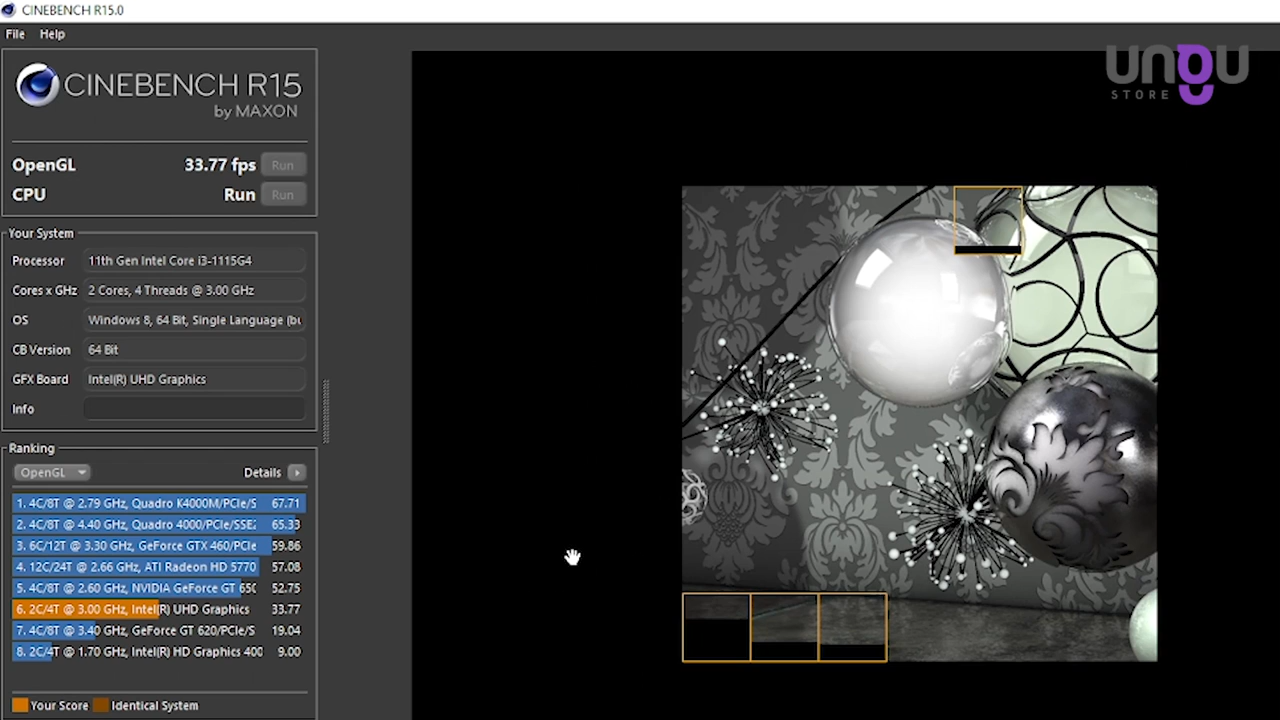 CINEBENCH R15.0
File Help
ungu
STORE
CINEBENCH R15
by MAXON
OpenGL 33.77 fps Run
CPU Run Run
Your System
Processor 11th Gen Intel Core i3-1115G4
Cores x GHz 2 Cores, 4 Threads @ 3.00 GHz
OS Windows 8, 64 Bit, Single Language (bu
CB Version 64 Bit
GFX Board Intel(R) UHD Graphics
Info
Ranking
OpenGL Details
1. 4C/8T @ 2.79 GHz, Quadro K4000M/PCIe/S 67.71
2. 4C/8T @ 4.40 GHz, Quadro 4000/PCIe/SSE2 65.33
3. 6C/12T @ 3.30 GHz, GeForce GTX 460/PCIe 59.86
4. 12C/24T @ 2.66 GHz, ATI Radeon HD 5770 57.08
5. 4C/8T @ 2.60 GHz, NVIDIA GeForce GT 650 52.75
6. 2C/4T @ 3.00 GHz, Intel(R) UHD Graphics 33.77
7. 4C/8T @ 3.40 GHz, GeForce GT 620/PCIe/S 19.04
8. 2C/4T @ 1.70 GHz, Intel(R) HD Graphics 400 9.00
Your Score Identical System